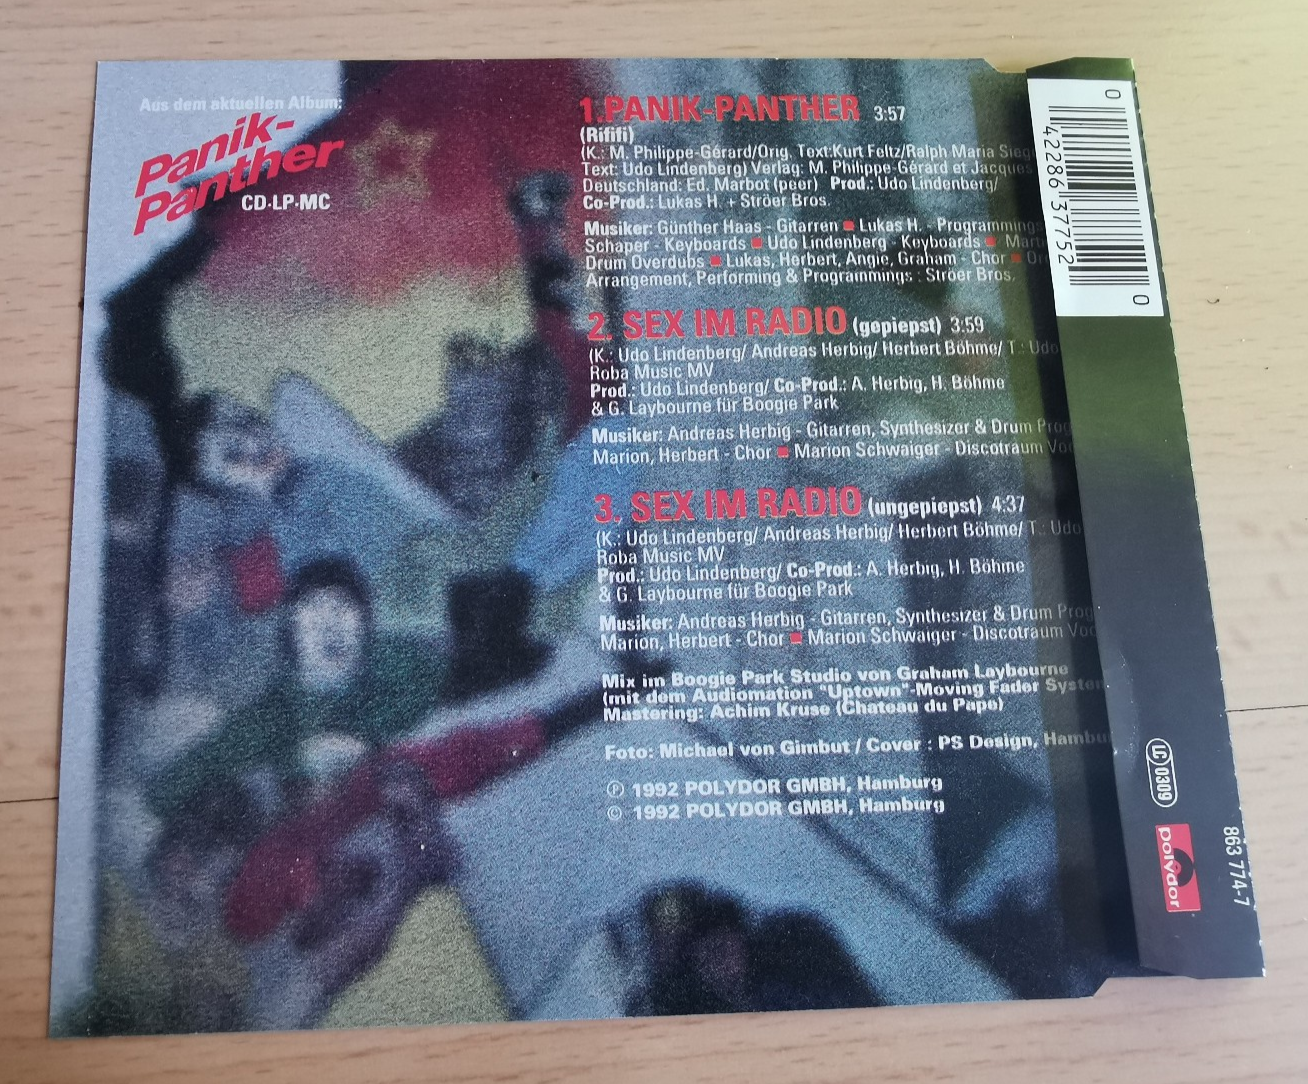 Aus dem aktuellen Album:
Panik-
Panther
CD·LP·MC
1.PANIK-PANTHER 3:57
(Rififi)
(K.: M. Philippe-Gérard/Orig. Text:Kurt Feltz/Ralph Maria
Text: Udo Lindenberg) Verlag: M. Philippe-Gérard et Jacques
Deutschland: Ed. Marbot (peer) Prod.: Udo Lindenberg/
Co-Prod.: Lukas H. + Ströer Bros.
Musiker: Günther Haas - Gitarren ■ Lukas H. - Programming
Schaper - Keyboards ■ Udo Lindenberg - Keyboards ■
Drum Overdubs ■ Lukas, Herbert, Angie, Graham - Chor ■
Arrangement, Performing & Programmings : Ströer Bros.
2. SEX IM RADIO (gepiepst) 3:59
(K.: Udo Lindenberg/ Andreas Herbig/ Herbert Böhme/ T.: Udo
Roba Music MV
Prod.: Udo Lindenberg/ Co-Prod.: A. Herbig, H. Böhme
& G. Laybourne für Boogie Park
Musiker: Andreas Herbig - Gitarren, Synthesizer & Drum
Marion, Herbert - Chor ■ Marion Schwaiger - Discotraum
3. SEX IM RADIO (ungepiepst) 4:37
(K.: Udo Lindenberg/ Andreas Herbig/ Herbert Böhme/ T.: Udo
Roba Music MV
Prod.: Udo Lindenberg/ Co-Prod.: A. Herbig, H. Böhme
& G. Laybourne für Boogie Park
Musiker: Andreas Herbig - Gitarren, Synthesizer & Drum
Marion, Herbert - Chor ■ Marion Schwaiger - Discotraum
Mix im Boogie Park Studio von Graham Laybourne
(mit dem Audiomation "Uptown"-Moving Fader System
Mastering: Achim Kruse (Chateau du Pape)
Foto: Michael von Gimbut / Cover : PS Design,
℗ 1992 POLYDOR GMBH, Hamburg
© 1992 POLYDOR GMBH, Hamburg
0 42286 37752 0
LC 0309
polydor
863 774-7